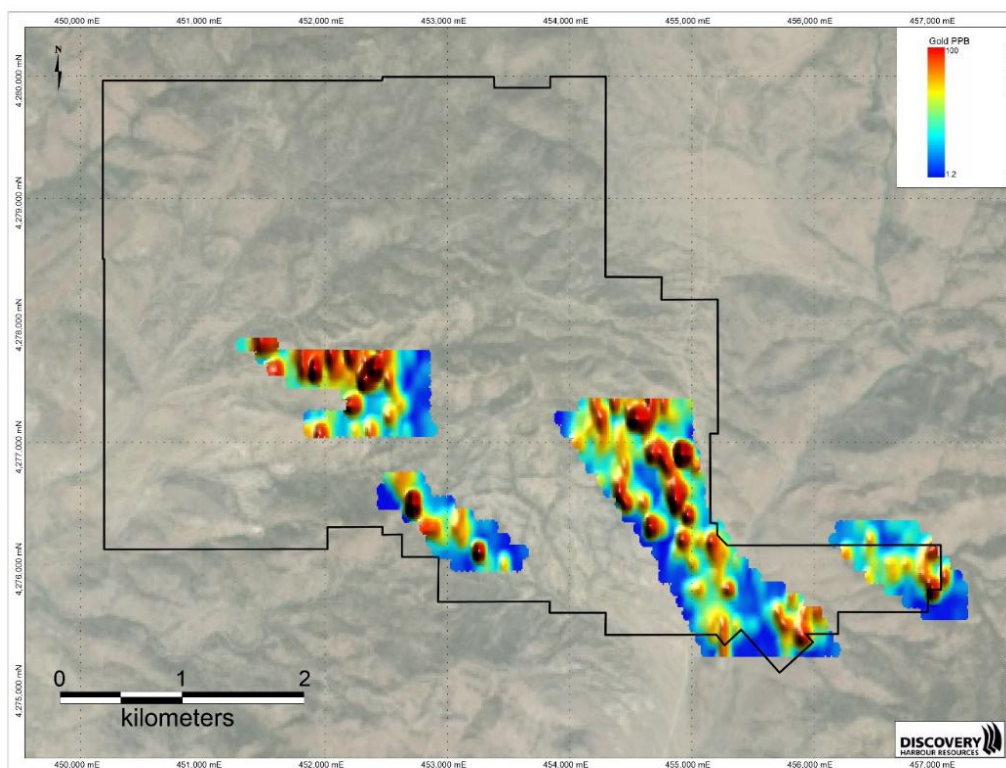 450,000 mE 451,000 mE 452,000 mE 453,000 mE 454,000 mE 455,000 mE 456,000 mE 457,000 mE
N
Gold PPB
100
1.2
4,280,000 mN
4,279,000 mN
4,278,000 mN
4,277,000 mN
4,276,000 mN
4,275,000 mN
0 1 2
kilometers
DISCOVERY
HARBOUR RESOURCES
450,000 mE 451,000 mE 452,000 mE 453,000 mE 454,000 mE 455,000 mE 456,000 mE 457,000 mE